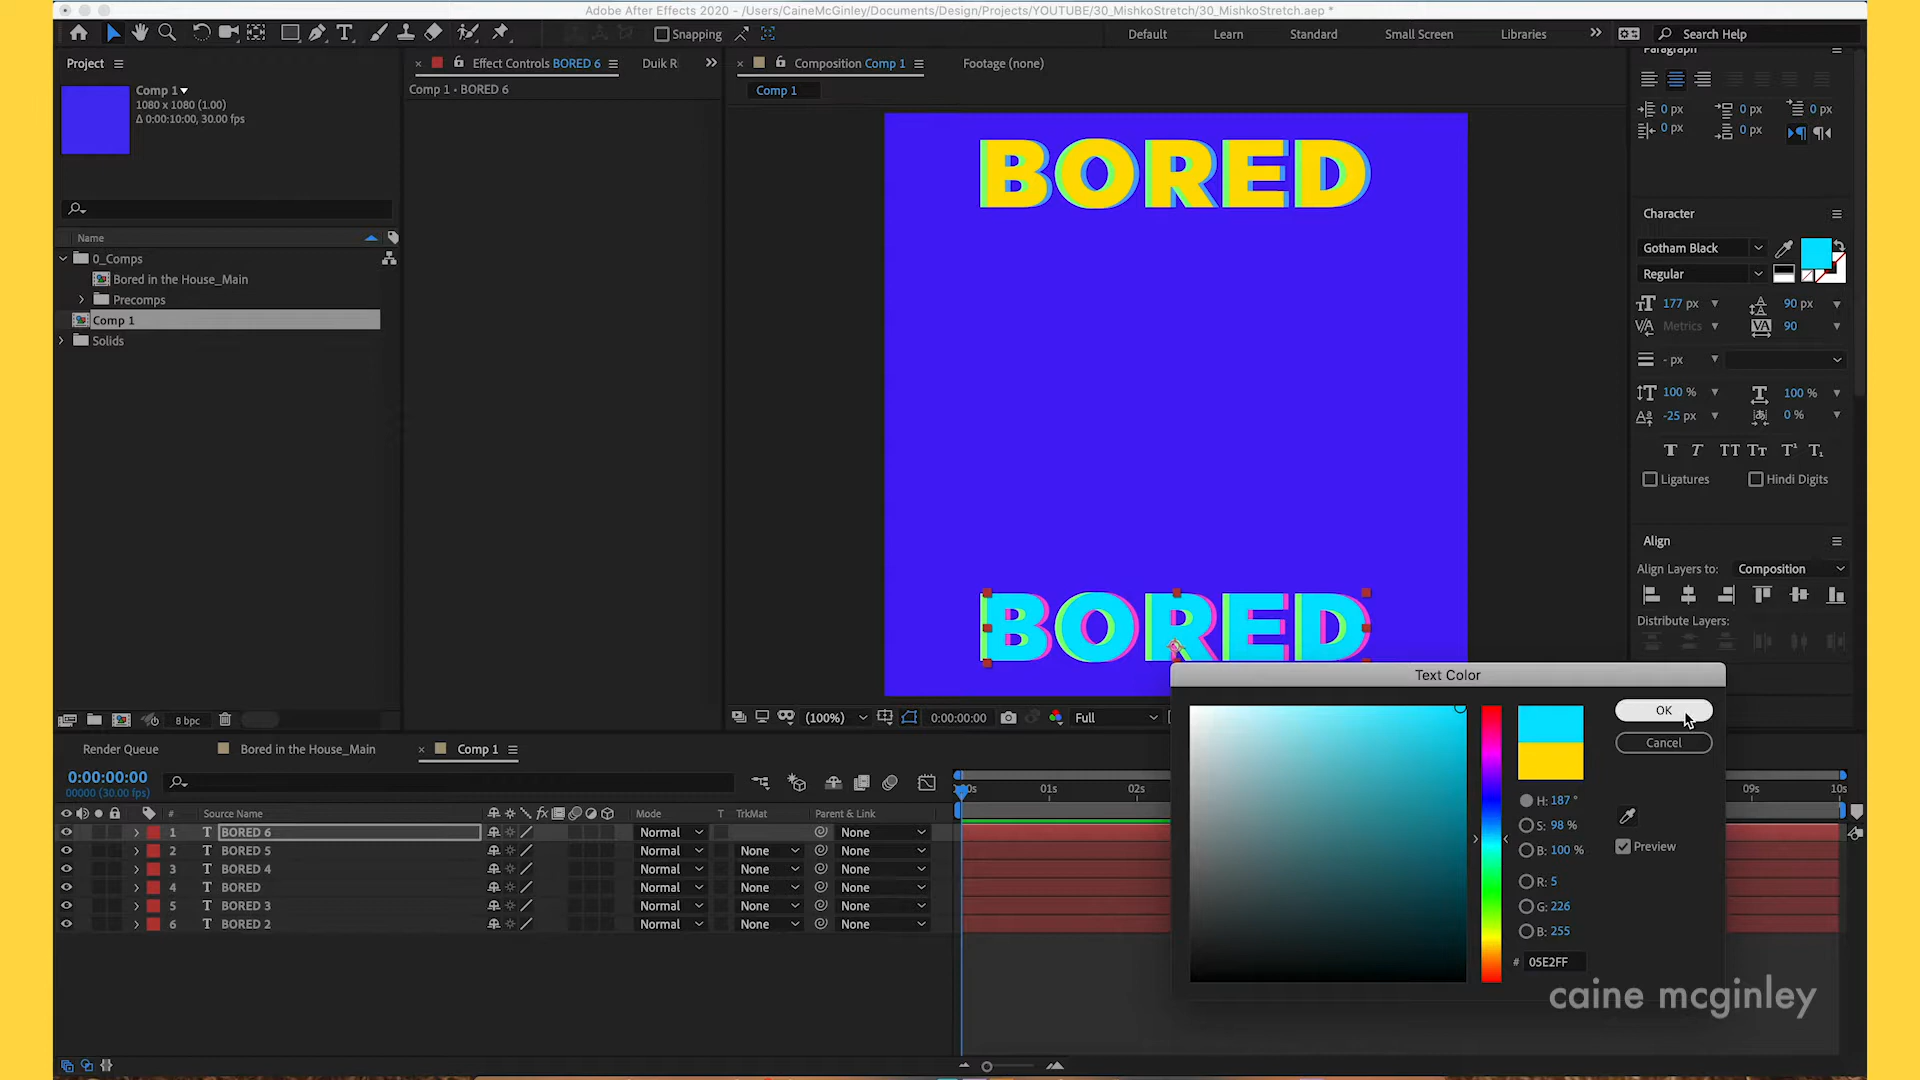 Adobe After Effects 2020 - /Users/CaineMcGinley/Documents/Design/Projects/YOUTUBE/30_MishkoStretch/30_MishkoStretch.aep *
Snapping
Default
Learn
Standard
Small Screen
Libraries
Search Help
Project
Effect Controls BORED 6
Duik R
Composition Comp 1
Footage (none)
Paragraph
Comp 1 • BORED 6
Comp 1
Comp 1
1080 x 1080 (1.00)
Δ 0:00:10:00, 30.00 fps
Name
0_Comps
Bored in the House_Main
Precomps
Comp 1
Solids
8 bpc
BORED
BORED
(100%)
0:00:00:00
Full
0 px
0 px
0 px
0 px
0 px
Character
Gotham Black
Regular
177 px
90 px
Metrics
90
- px
100 %
100 %
-25 px
0 %
T T TT Tt T¹ T₁
Ligatures
Hindi Digits
Align
Align Layers to:
Composition
Distribute Layers:
Text Color
OK
Cancel
H: 187 °
S: 98 %
B: 100 %
Preview
R: 5
G: 226
B: 255
# 05E2FF
Render Queue
Bored in the House_Main
Comp 1
0:00:00:00
00000 (30.00 fps)
# Source Name
Mode
T TrkMat
Parent & Link
1 T BORED 6 Normal None
2 T BORED 5 Normal None None
3 T BORED 4 Normal None None
4 T BORED Normal None None
5 T BORED 3 Normal None None
6 T BORED 2 Normal None None
01s
02s
09s
10s
caine mcginley